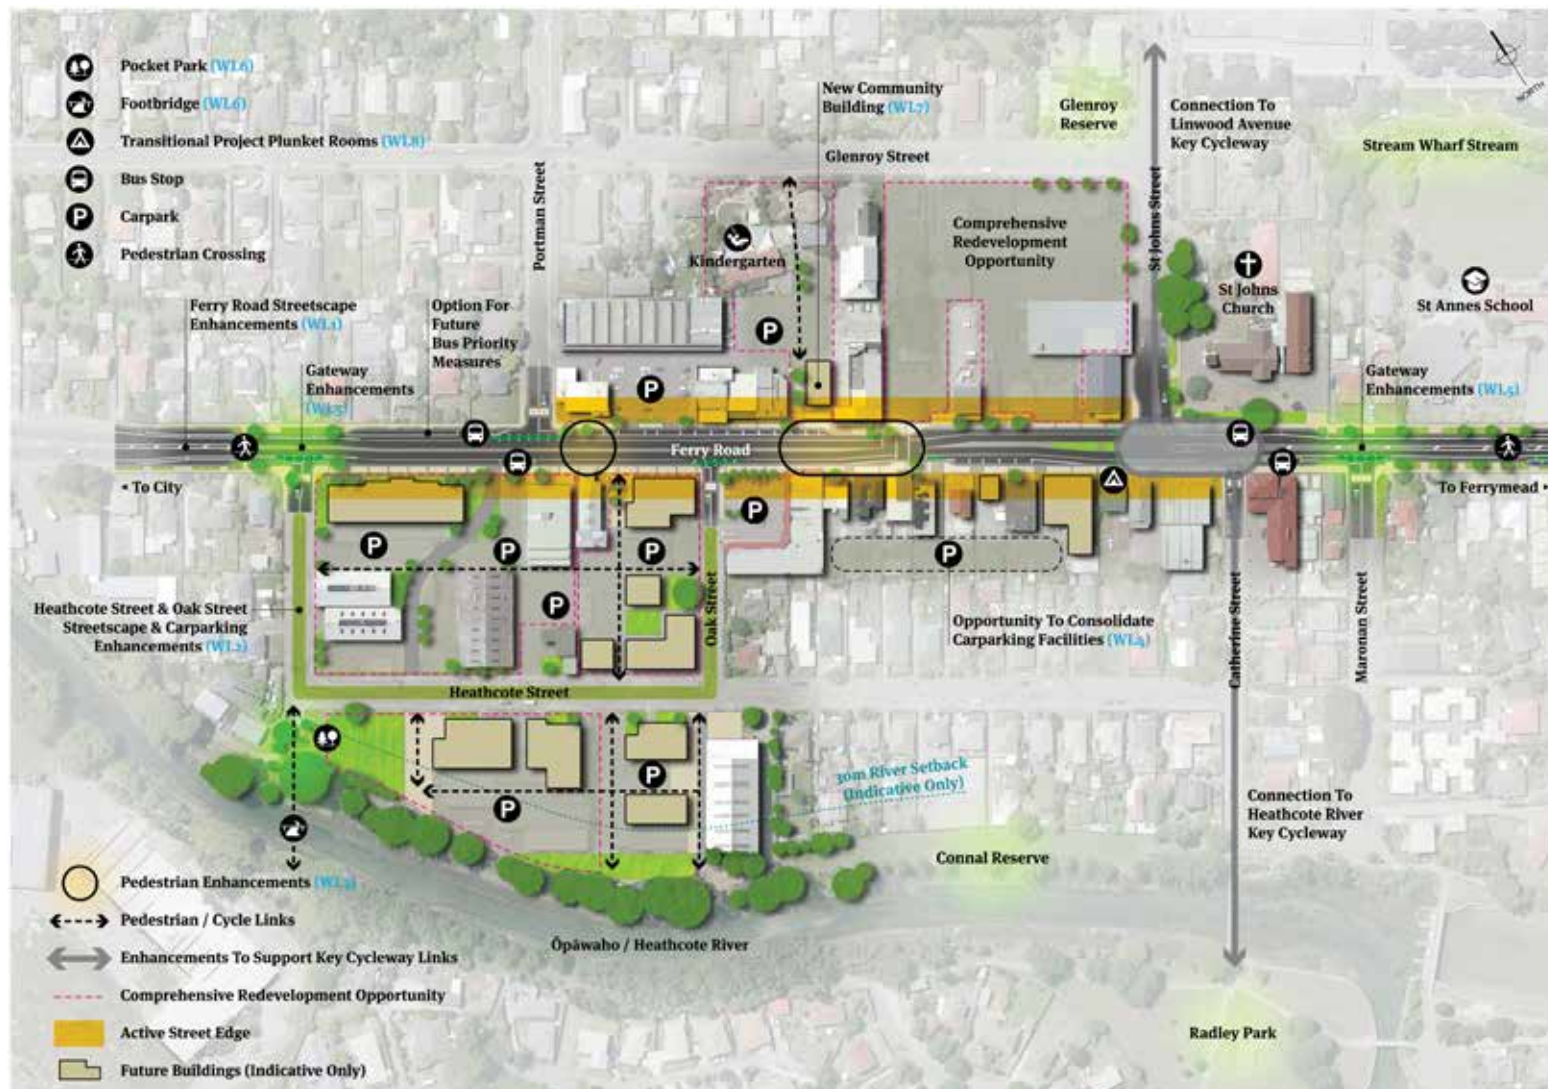 Pocket Park (WL6)
Footbridge (WL6)
Transitional Project Plunket Rooms (WL8)
Bus Stop
P
Carpark
Pedestrian Crossing
New Community
Building (WL7)
Glenroy
Reserve
Connection To
Linwood Avenue
Key Cycleway
NORTH
Stream Wharf Stream
Glenroy Street
Portman Street
St Johns Street
Kindergarten
Comprehensive
Redevelopment
Opportunity
St Johns
Church
St Annes School
Ferry Road Streetscape
Enhancements (WL1)
Option For
Future
Bus Priority
Measures
Gateway
Enhancements
(WL5)
P
P
Gateway
Enhancements (WL5)
Ferry Road
To City
To Ferrymead
P
P
P
P
P
P
Oak Street
Catherine Street
Maronan Street
Heathcote Street & Oak Street
Streetscape & Carparking
Enhancements (WL2)
Opportunity To Consolidate
Carparking Facilities (WL4)
Heathcote Street
P
P
30m River Setback
(Indicative Only)
Connection To
Heathcote River
Key Cycleway
Connal Reserve
Ōpāwaho / Heathcote River
Radley Park
Pedestrian Enhancements (WL3)
Pedestrian / Cycle Links
Enhancements To Support Key Cycleway Links
Comprehensive Redevelopment Opportunity
Active Street Edge
Future Buildings (Indicative Only)